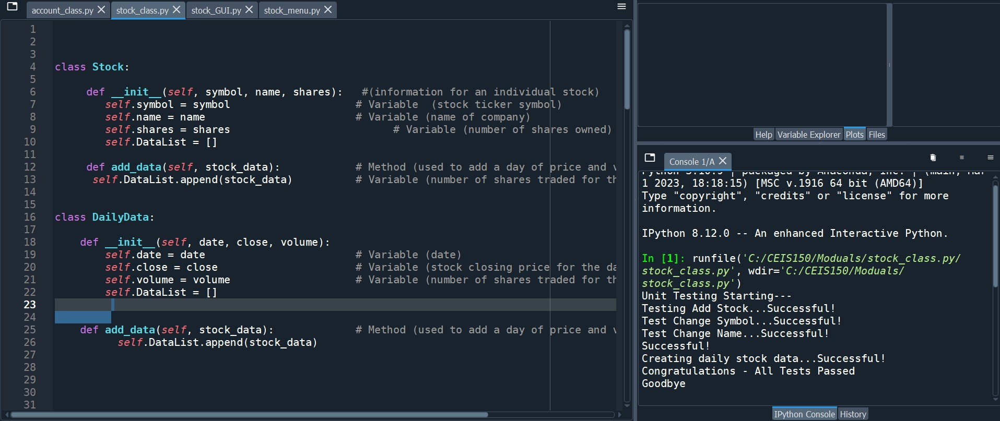 account_class.py stock_class.py stock_GUI.py stock_menu.py
1
2
3
4 class Stock:
5
6 def __init__(self, symbol, name, shares): #(information for an individual stock)
7 self.symbol = symbol # Variable (stock ticker symbol)
8 self.name = name # Variable (name of company)
9 self.shares = shares # Variable (number of shares owned)
10 self.DataList = []
11
12 def add_data(self, stock_data): # Method (used to add a day of price and v
13 self.DataList.append(stock_data) # Variable (number of shares traded for th
14
15
16 class DailyData:
17
18 def __init__(self, date, close, volume):
19 self.date = date # Variable (date)
20 self.close = close # Variable (stock closing price for the da
21 self.volume = volume # Variable (number of shares traded for th
22 self.DataList = []
23
24
25 def add_data(self, stock_data): # Method (used to add a day of price and v
26 self.DataList.append(stock_data)
27
28
29
30
31
Help Variable Explorer Plots Files
Console 1/A
Python 3.10.9 | packaged by Anaconda, Inc. | (main, Mar
1 2023, 18:18:15) [MSC v.1916 64 bit (AMD64)]
Type "copyright", "credits" or "license" for more
information.
IPython 8.12.0 -- An enhanced Interactive Python.
In [1]: runfile('C:/CEIS150/Moduals/stock_class.py/
stock_class.py', wdir='C:/CEIS150/Moduals/
stock_class.py')
Unit Testing Starting---
Testing Add Stock...Successful!
Test Change Symbol...Successful!
Test Change Name...Successful!
Successful!
Creating daily stock data...Successful!
Congratulations - All Tests Passed
Goodbye
IPython Console History